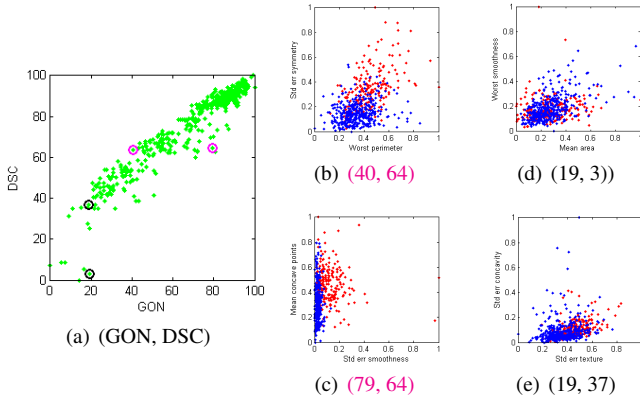 100
80
60
40
20
0
DSC
0 20 40 60 80 100
GON
(a) (GON, DSC)
1
0.8
0.6
0.4
0.2
0
Std err symmetry
0 0.2 0.4 0.6 0.8 1
Worst perimeter
(b) (40, 64)
1
0.8
0.6
0.4
0.2
0
Worst smoothness
0 0.2 0.4 0.6 0.8 1
Mean area
(d) (19, 3))
1
0.8
0.6
0.4
0.2
0
Mean concave points
0 0.2 0.4 0.6 0.8 1
Std err smoothness
(c) (79, 64)
1
0.8
0.6
0.4
0.2
0
Std err concavity
0 0.2 0.4 0.6 0.8 1
Std err texture
(e) (19, 37)